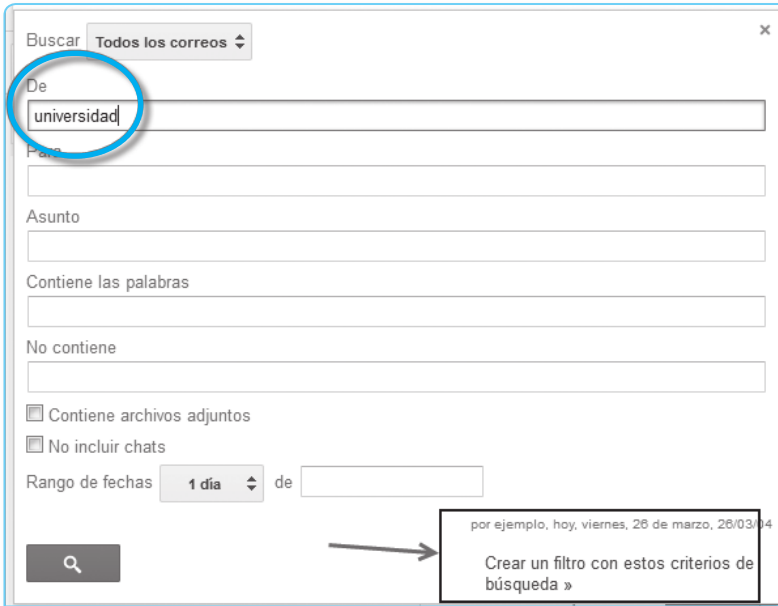 Buscar Todos los correos
×
De
universidad
Para
Asunto
Contiene las palabras
No contiene
Contiene archivos adjuntos
No incluir chats
Rango de fechas 1 día de
por ejemplo, hoy, viernes, 26 de marzo, 26/03/04
Crear un filtro con estos criterios de
búsqueda »